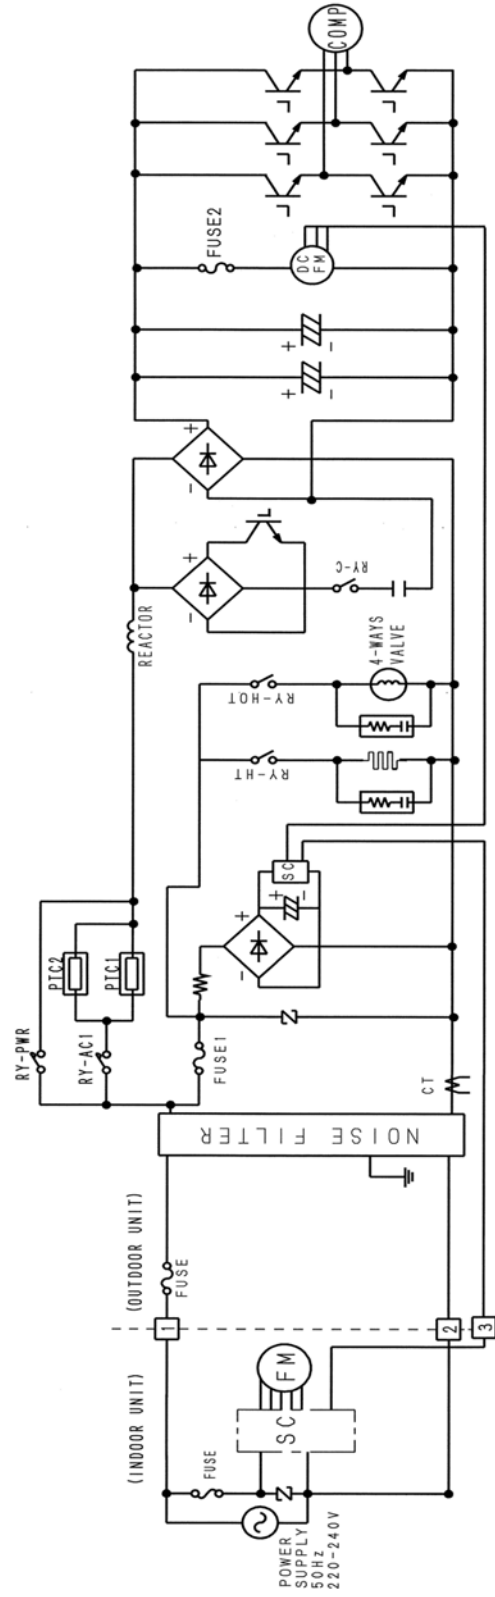 (INDOOR UNIT)
(OUTDOOR UNIT)
POWER
SUPPLY
50Hz
220-240V
FUSE
SC
FM
1
2
3
FUSE
NOISE FILTER
CT
RY-PWR
RY-AC1
PTC2
PTC1
FUSE1
-
+
+
-
SC
REACTOR
RY-HT
RY-HOT
4-WAYS
VALVE
-
+
RY-C
-
+
+
-
+
-
FUSE2
DC
FM
COMP